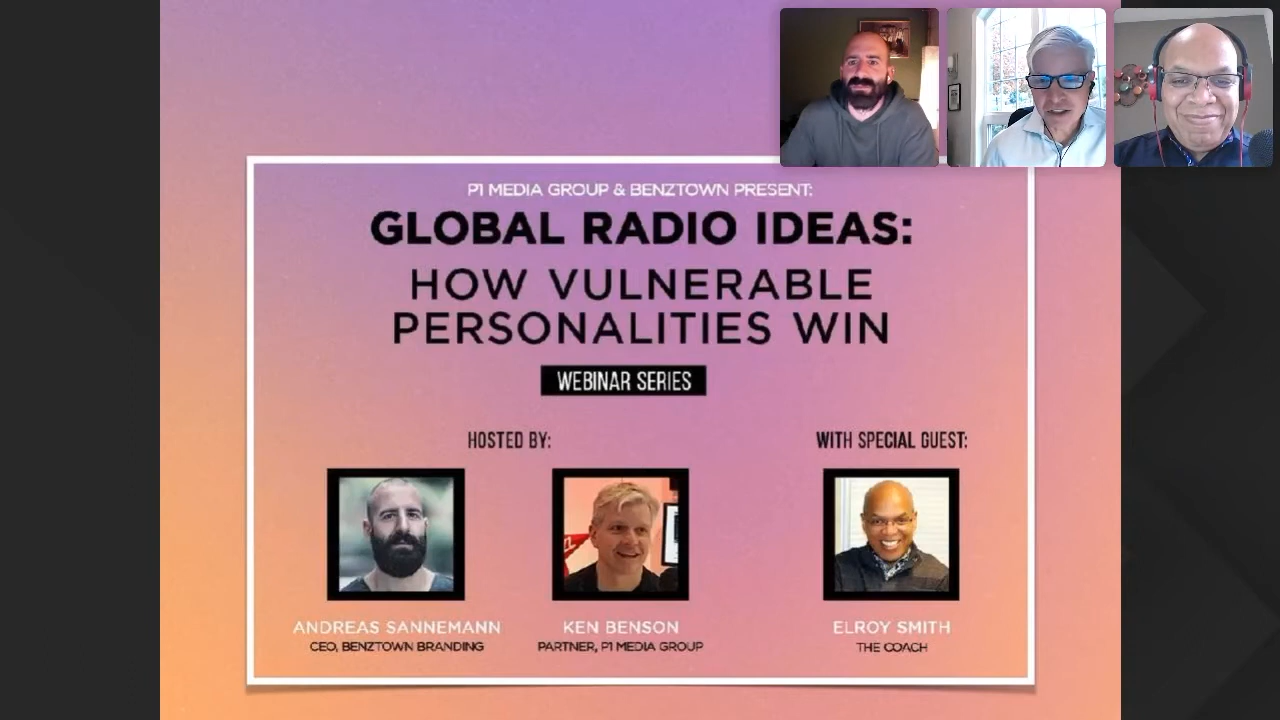 P1 MEDIA GROUP & BENZTOWN PRESENT:
GLOBAL RADIO IDEAS:
HOW VULNERABLE
PERSONALITIES WIN
WEBINAR SERIES
HOSTED BY:
WITH SPECIAL GUEST:
ANDREAS SANNEMANN
CEO, BENZTOWN BRANDING
KEN BENSON
PARTNER, P1 MEDIA GROUP
ELROY SMITH
THE COACH